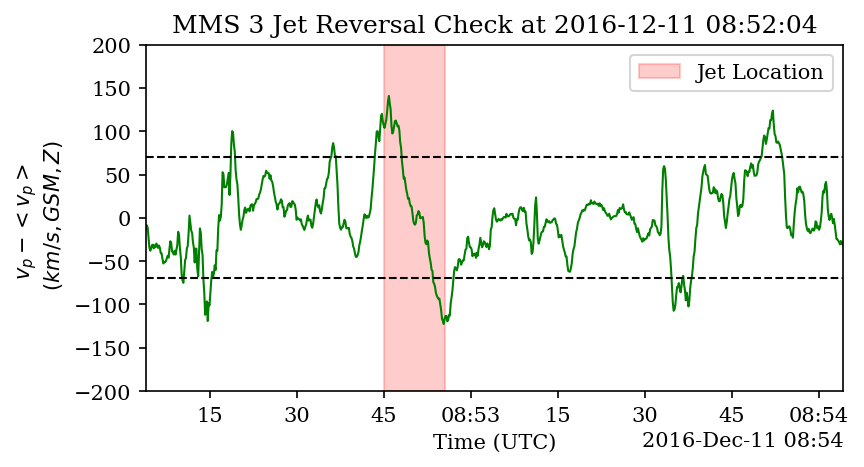 MMS 3 Jet Reversal Check at 2016-12-11 08:52:04
v_p − < v_p >
(km/s, GSM, Z)
200
150
100
50
0
−50
−100
−150
−200
Jet Location
15 30 45 08:53 15 30 45 08:54
Time (UTC)
2016-Dec-11 08:54